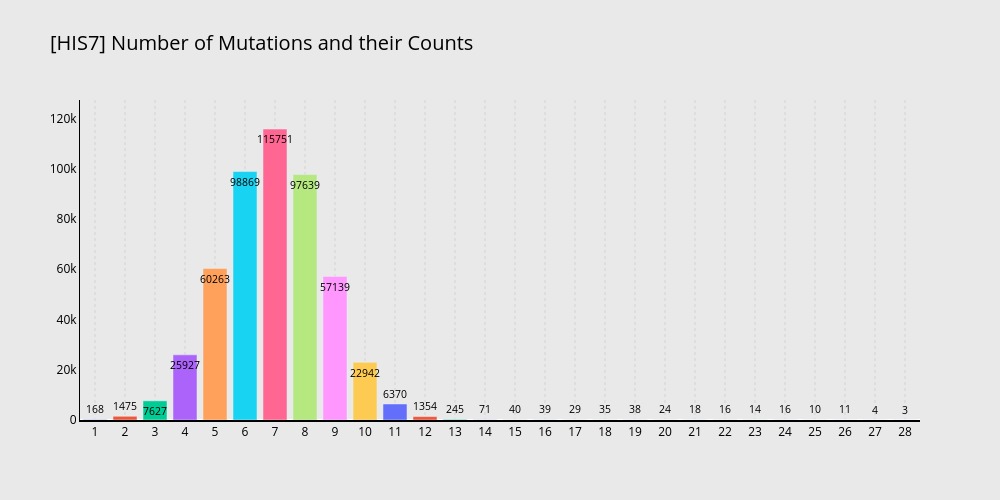 [HIS7] Number of Mutations and their Counts
120k
100k
80k
60k
40k
20k
0
168 1475 7627 25927 60263 98869 115751 97639 57139 22942 6370 1354 245 71 40 39 29 35 38 24 18 16 14 16 10 11 4 3
1 2 3 4 5 6 7 8 9 10 11 12 13 14 15 16 17 18 19 20 21 22 23 24 25 26 27 28